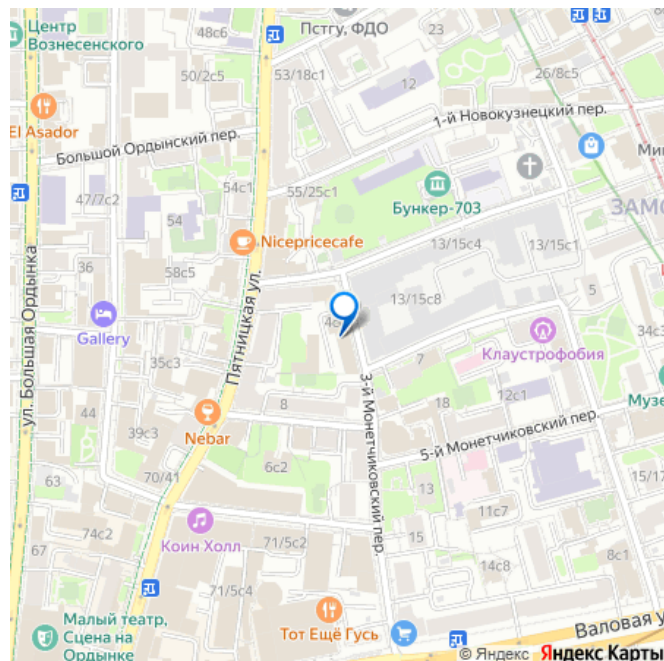 Центр
Вознесенского
48с6
Пстгу, ФДО
23
50/2с5
53/18с1
12
26/8с5
El Asador
1-й Новокузнецкий пер.
Большой Ордынский пер.
Мин
47/7с2
54с1
55/25с1
Бункер-703
ЗАМО
54
Nicepricecafe
13/15с4
13/15с1
36
58с5
13/15с8
5
ул. Большая Ордынка
Пятницкая ул.
Gallery
34с3
Клаустрофобия
35с3
7
3-й Монетчиковский пер.
Музе
44
8
18
12с1
39с3
Nebar
5-й Монетчиковский пер.
63
70/41
6с2
13
15/17
11с7
74с2
Коин Холл
71/5с2
15
67
8с1
14с8
71/5с4
Малый театр,
Сцена на
Ордынке
Тот Ещё Гусь
Валовая у
© Яндекс Яндекс Карты